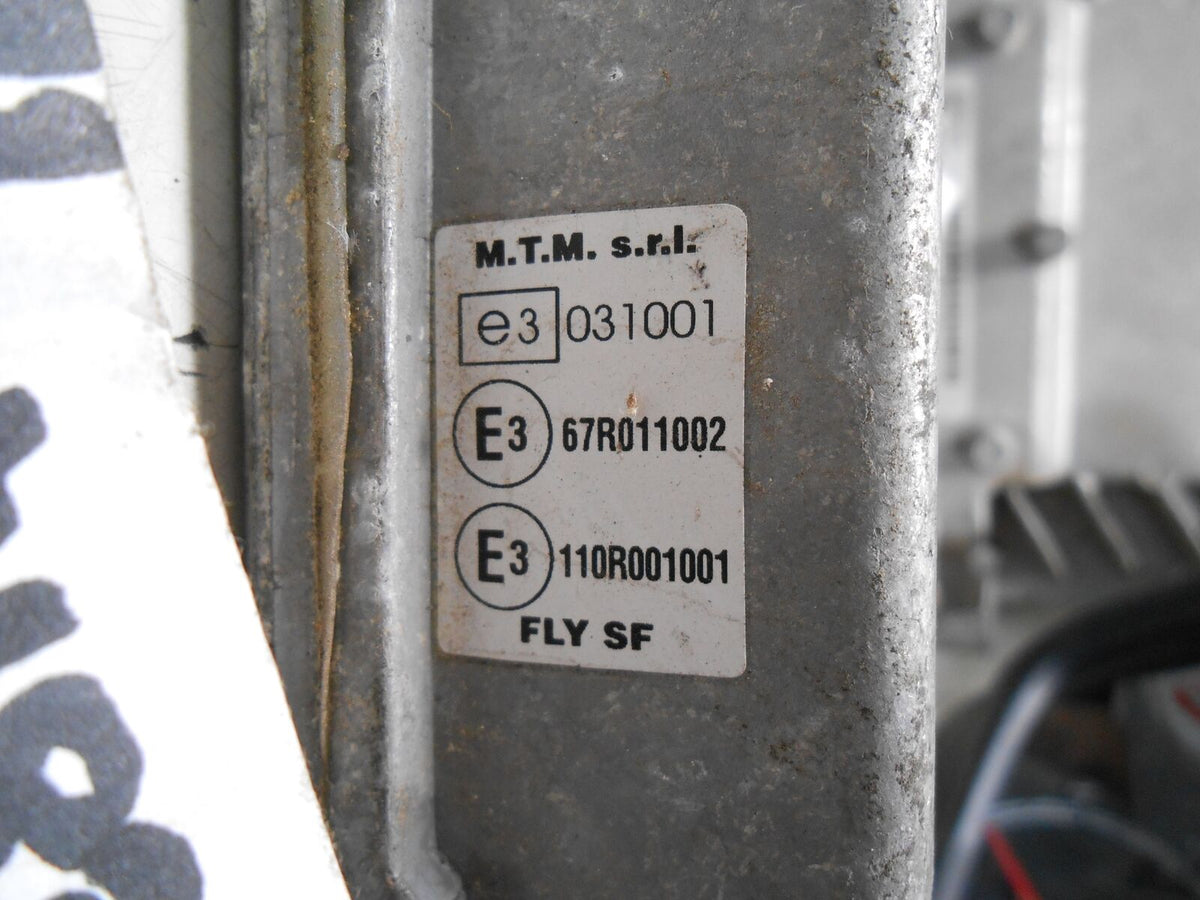 M.T.M. s.r.l.
e3 031001
E3 67R011002
E3 110R001001
FLY SF